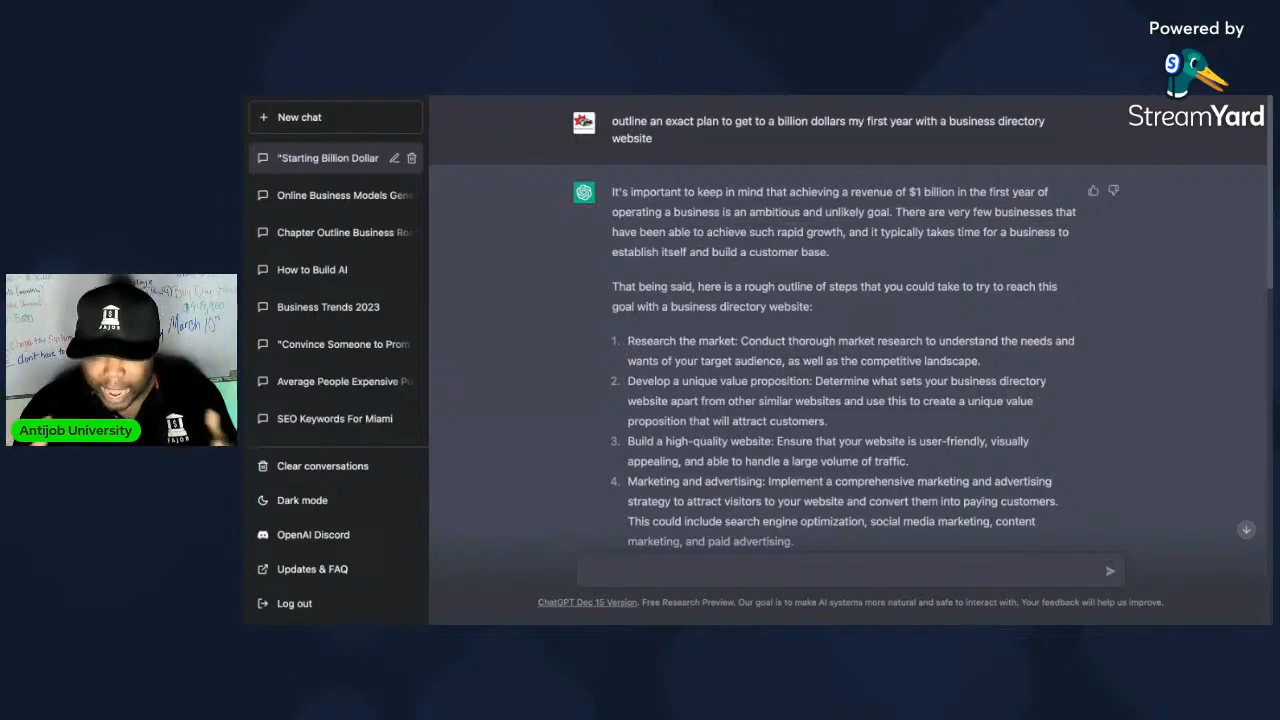 Powered by
StreamYard
New chat
"Starting Billion Dollar
Online Business Models Gene
Chapter Outline Business Ro
How to Build AI
Business Trends 2023
"Convince Someone to Prom
Average People Expensive Pu
SEO Keywords For Miami
Clear conversations
Dark mode
OpenAI Discord
Updates & FAQ
Log out
outline an exact plan to get to a billion dollars my first year with a business directory
website
It's important to keep in mind that achieving a revenue of $1 billion in the first year of
operating a business is an ambitious and unlikely goal. There are very few businesses that
have been able to achieve such rapid growth, and it typically takes time for a business to
establish itself and build a customer base.
That being said, here is a rough outline of steps that you could take to try to reach this
goal with a business directory website:
1. Research the market: Conduct thorough market research to understand the needs and
wants of your target audience, as well as the competitive landscape.
2. Develop a unique value proposition: Determine what sets your business directory
website apart from other similar websites and use this to create a unique value
proposition that will attract customers.
3. Build a high-quality website: Ensure that your website is user-friendly, visually
appealing, and able to handle a large volume of traffic.
4. Marketing and advertising: Implement a comprehensive marketing and advertising
strategy to attract visitors to your website and convert them into paying customers.
This could include search engine optimization, social media marketing, content
marketing, and paid advertising.
ChatGPT Dec 15 Version. Free Research Preview. Our goal is to make AI systems more natural and safe to interact with. Your feedback will help us improve.
March 10
don't have to
FAJOB
FAJOB
Antijob University